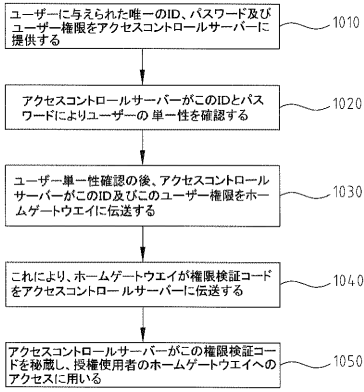 ユーザーに与えられた唯一のID、パスワード及び
ユーザー権限をアクセスコントロールサーバーに
提供する
1010
アクセスコントロールサーバーがこのIDとパス
ワードによりユーザーの 単一性を確認する
1020
ユーザー単一性確認の後、アクセスコントロール
サーバーがこのID及びこのユーザー権限をホー
ムゲートウエイに伝送する
1030
これにより、ホームゲートウエイが権限検証コード
をアクセスコントロールサーバーに伝送する
1040
アクセスコントロールサーバーがこの権限検証コー
ドを秘蔵し、授権使用者のホームゲートウエイへの
アクセスに用いる
1050